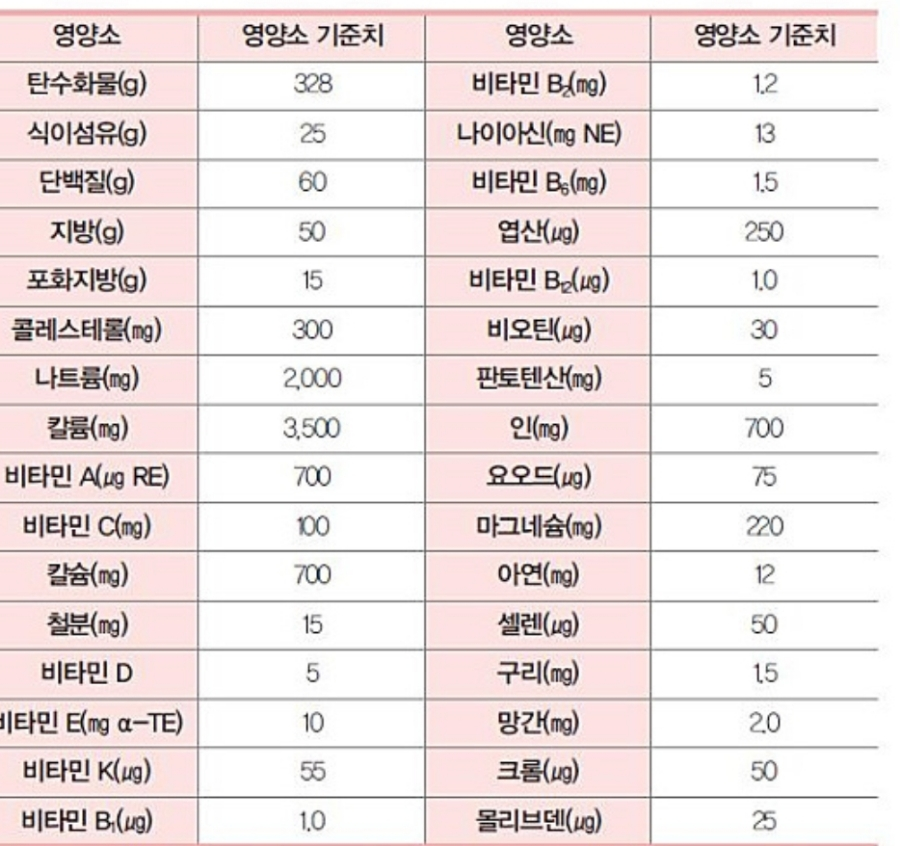 영양소 영양소 기준치 영양소 영양소 기준치
탄수화물(g) 328 비타민 B₂(㎎) 1.2
식이섬유(g) 25 나이아신(㎎ NE) 13
단백질(g) 60 비타민 B₆(㎎) 1.5
지방(g) 50 엽산(㎍) 250
포화지방(g) 15 비타민 B₁₂(㎍) 1.0
콜레스테롤(㎎) 300 비오틴(㎍) 30
나트륨(㎎) 2,000 판토텐산(㎎) 5
칼륨(㎎) 3,500 인(㎎) 700
비타민 A(㎍ RE) 700 요오드(㎍) 75
비타민 C(㎎) 100 마그네슘(㎎) 220
칼슘(㎎) 700 아연(㎎) 12
철분(㎎) 15 셀렌(㎍) 50
비타민 D 5 구리(㎎) 1.5
비타민 E(㎎ α-TE) 10 망간(㎎) 2.0
비타민 K(㎍) 55 크롬(㎍) 50
비타민 B₁(㎍) 1.0 몰리브덴(㎍) 25